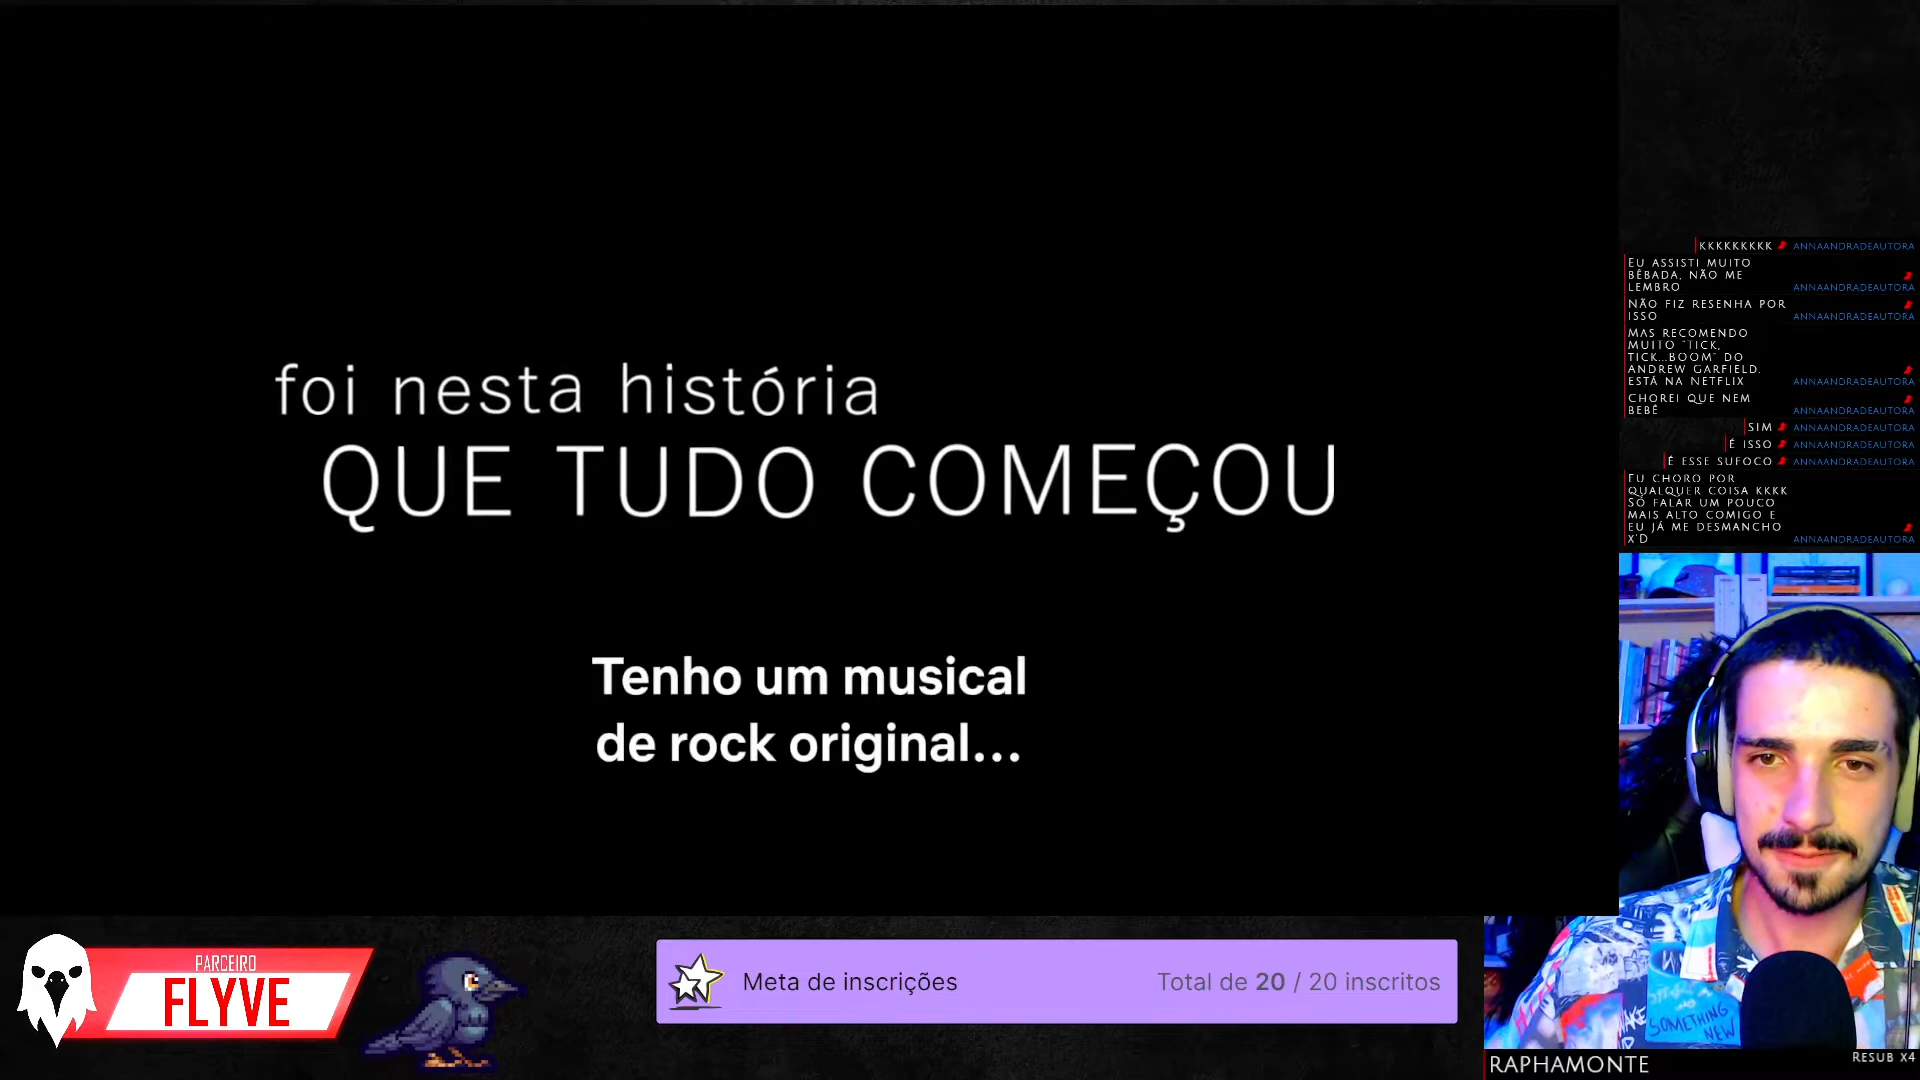 foi nesta história
QUE TUDO COMEÇOU
Tenho um musical
de rock original...
KKKKKKKKK ANNAANDRADEAUTORA
EU ASSISTI MUITO
BÊBADA, NÃO ME
LEMBRO ANNAANDRADEAUTORA
NÃO FIZ RESENHA POR
ISSO ANNAANDRADEAUTORA
MAS RECOMENDO
MUITO "TICK,
TICK...BOOM" DO
ANDREW GARFIELD.
ESTÁ NA NETFLIX ANNAANDRADEAUTORA
CHOREI QUE NEM
BEBÊ ANNAANDRADEAUTORA
SIM ANNAANDRADEAUTORA
É ISSO ANNAANDRADEAUTORA
É ESSE SUFOCO ANNAANDRADEAUTORA
EU CHORO POR
QUALQUER COISA KKKK
SÓ FALAR UM POUCO
MAIS ALTO COMIGO E
EU JÁ ME DESMANCHO
X'D ANNAANDRADEAUTORA
PARCEIRO
FLYVE
Meta de inscrições Total de 20 / 20 inscritos
SOMETHING
NEW
RAPHAMONTE Resub x4